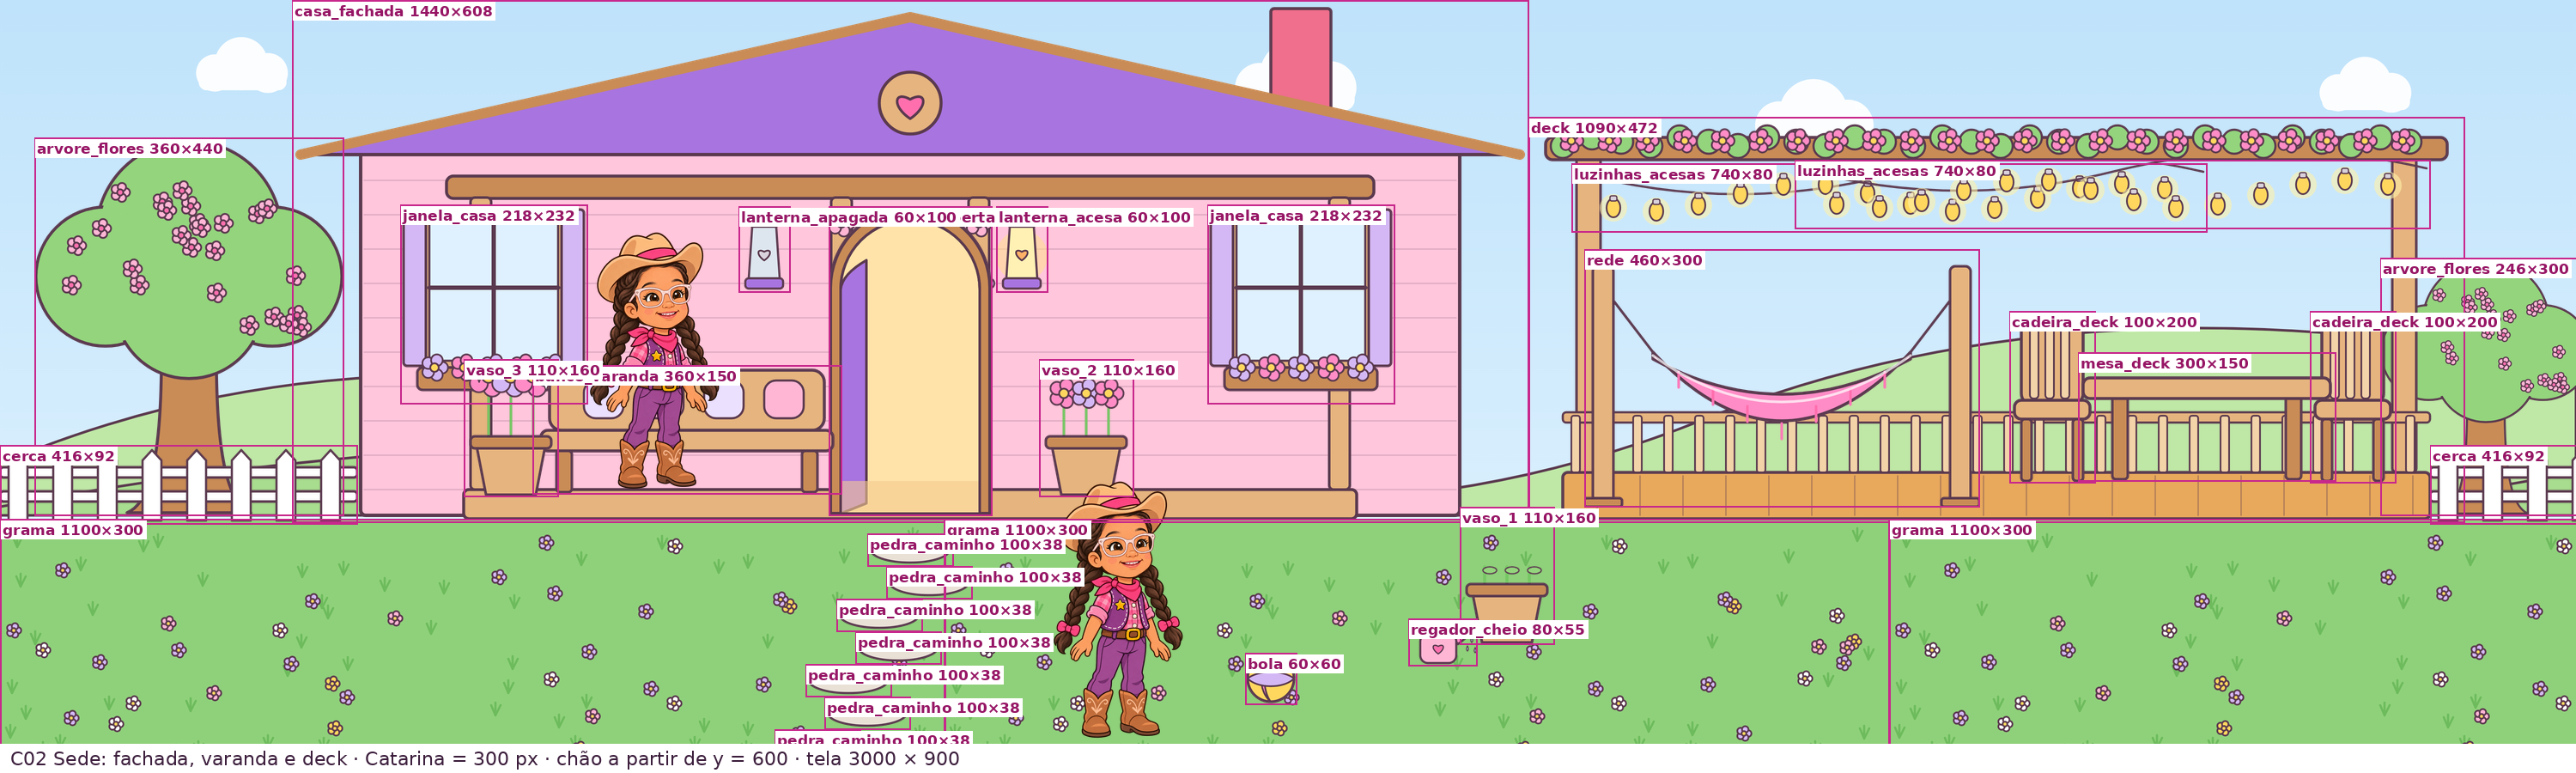 casa_fachada 1440×608
deck 1090×472
arvore_flores 360×440
luzinhas_acesas 740×80
luzinhas_acesas 740×80
janela_casa 218×232
lanterna_apagada 60×100
erta
lanterna_acesa 60×100
janela_casa 218×232
rede 460×300
arvore_flores 246×300
cadeira_deck 100×200
cadeira_deck 100×200
mesa_deck 300×150
vaso_3 110×160
varanda 360×150
vaso_2 110×160
cerca 416×92
cerca 416×92
grama 1100×300
grama 1100×300
vaso_1 110×160
grama 1100×300
pedra_caminho 100×38
pedra_caminho 100×38
pedra_caminho 100×38
regador_cheio 80×55
pedra_caminho 100×38
bola 60×60
pedra_caminho 100×38
pedra_caminho 100×38
pedra_caminho 100×38
C02 Sede: fachada, varanda e deck · Catarina = 300 px · chão a partir de y = 600 · tela 3000 × 900